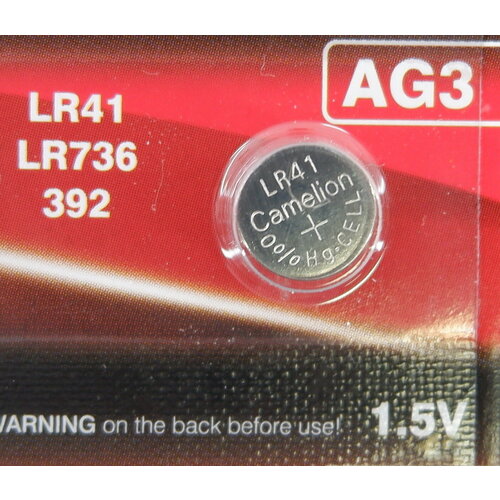 AG3
LR41
LR736
392
LR41
Camelion
+
0% Hg-CELL
WARNING on the back before use!
1.5V